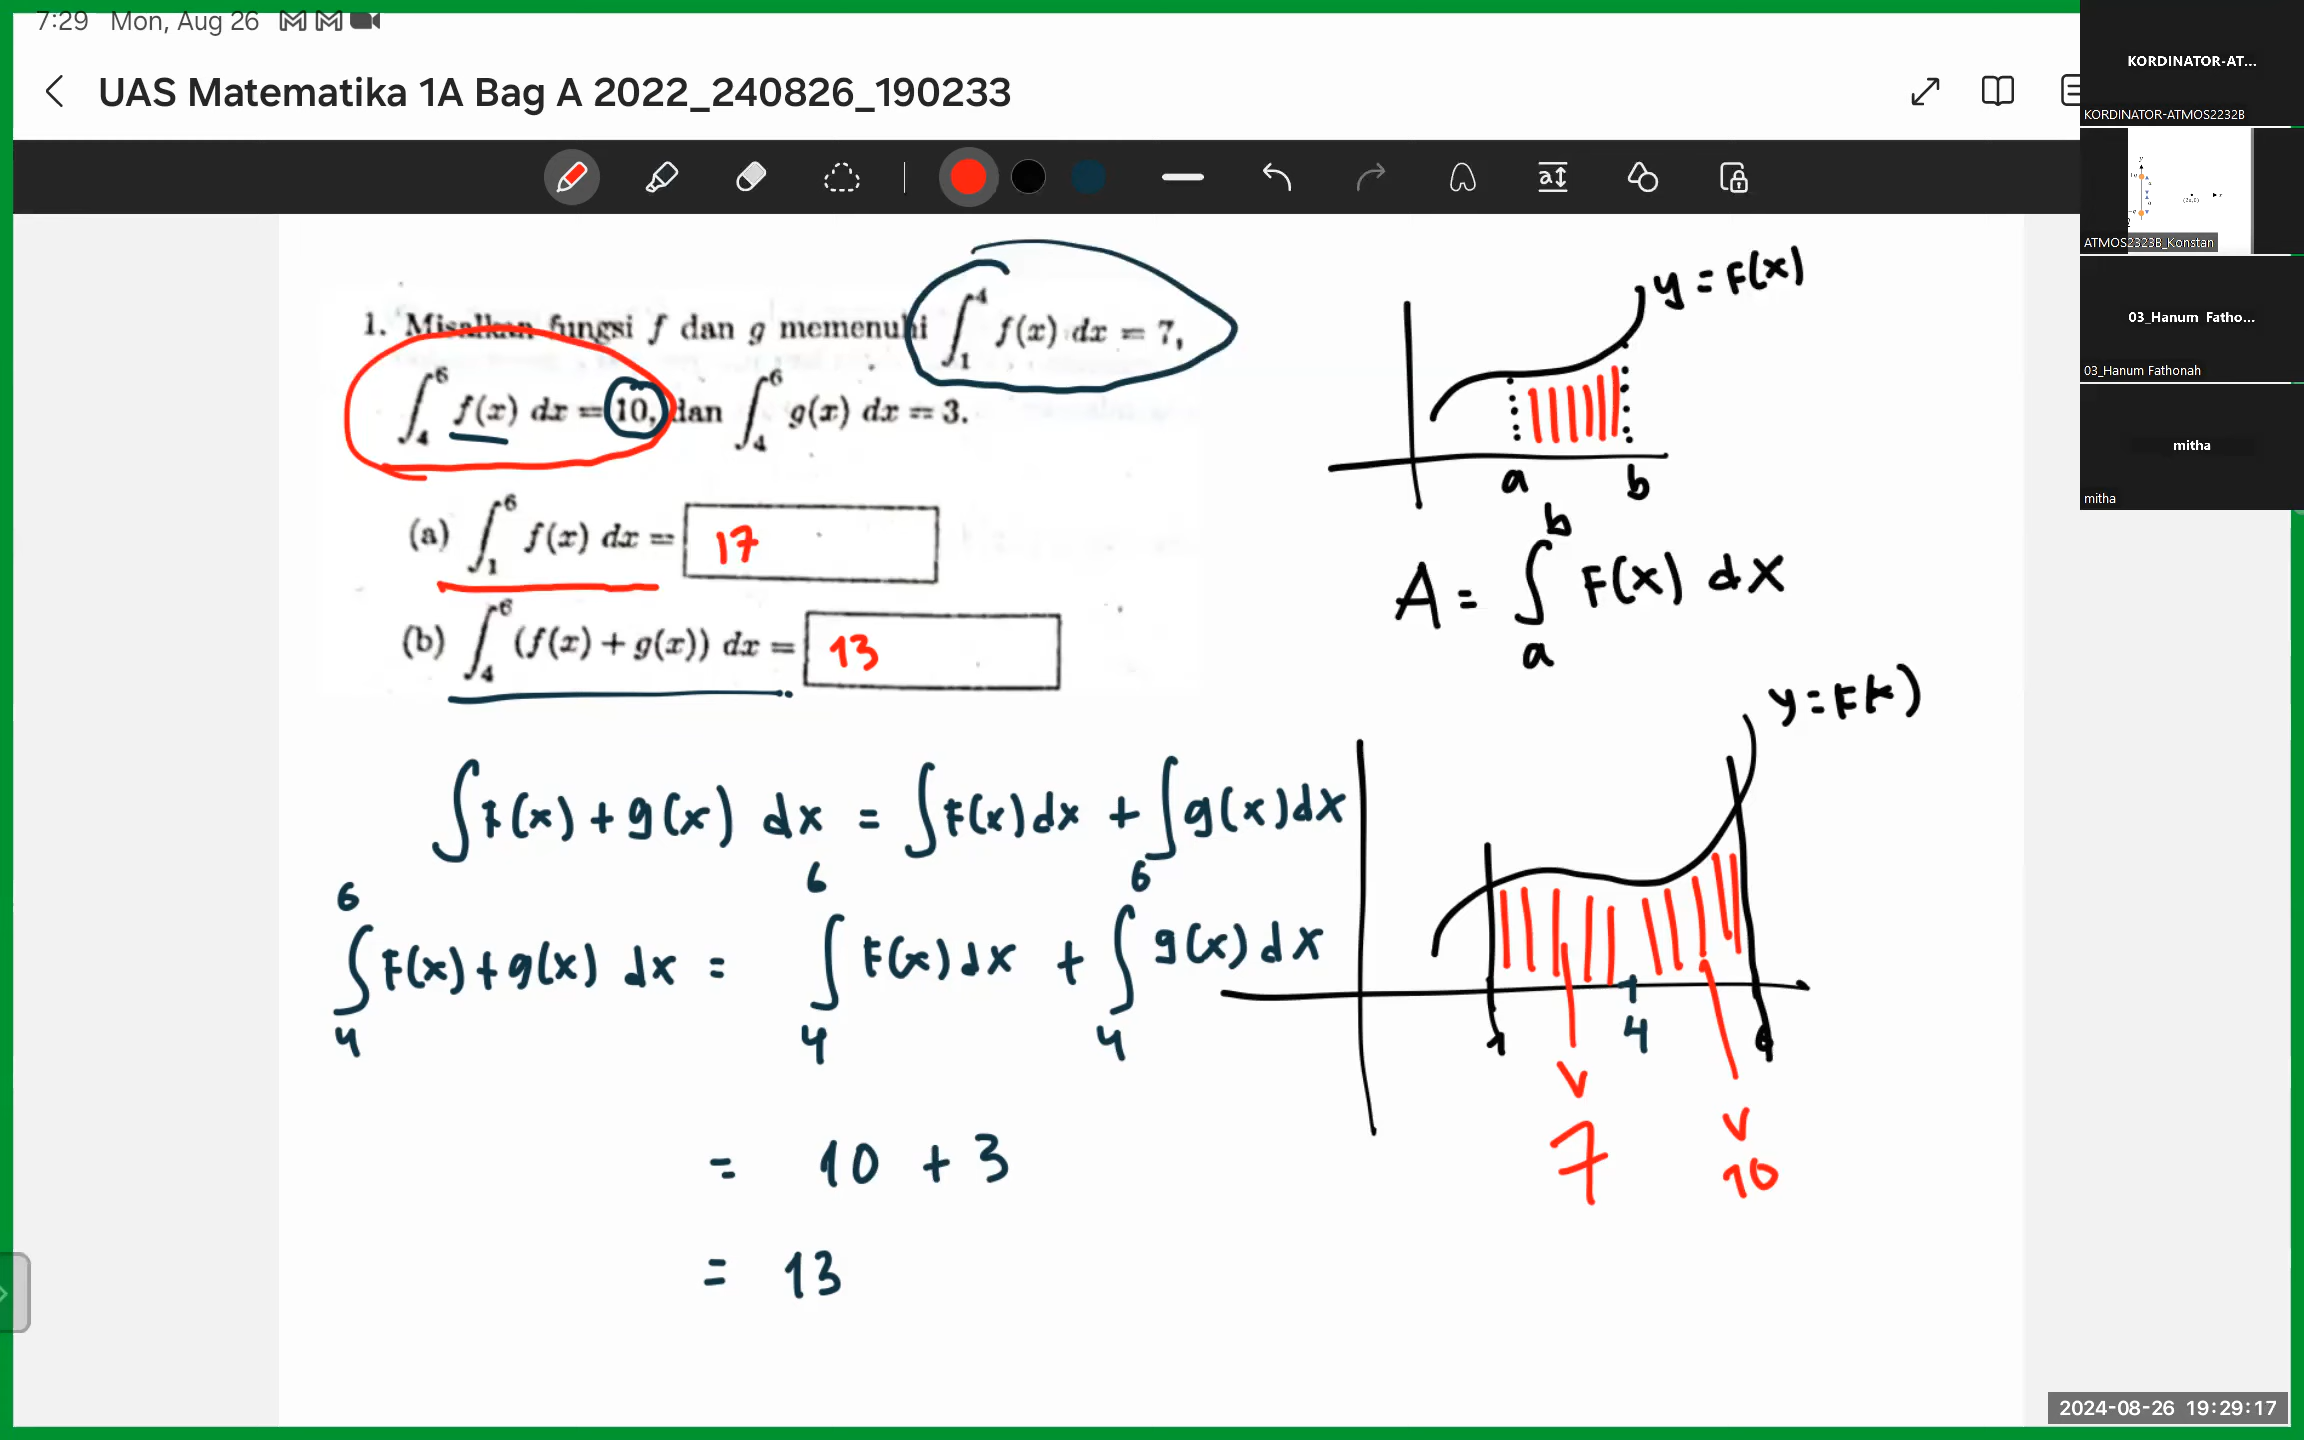 7:29 Mon, Aug 26
UAS Matematika 1A Bag A 2022_240826_190233
1. Misalkan fungsi f dan g memenuhi ∫₁⁴ f(x) dx = 7,
∫₄⁶ f(x) dx = 10, dan ∫₄⁶ g(x) dx = 3.
(a) ∫₁⁶ f(x) dx = 17
(b) ∫₄⁶ (f(x) + g(x)) dx = 13
∫F(x) + g(x) dx = ∫F(x) dx + ∫g(x) dx
∫₄⁶ F(x) + g(x) dx = ∫₄⁶ F(x) dx + ∫₄⁶ g(x) dx
= 10 + 3
= 13
y = F(x)
a b
A = ∫ₐᵇ F(x) dx
y = F(x)
1 4 6
7 10
KORDINATOR-AT...
KORDINATOR-ATMOS2232B
ATMOS2323B_Konstan
03_Hanum Fatho...
03_Hanum Fathonah
mitha
mitha
2024-08-26 19:29:17